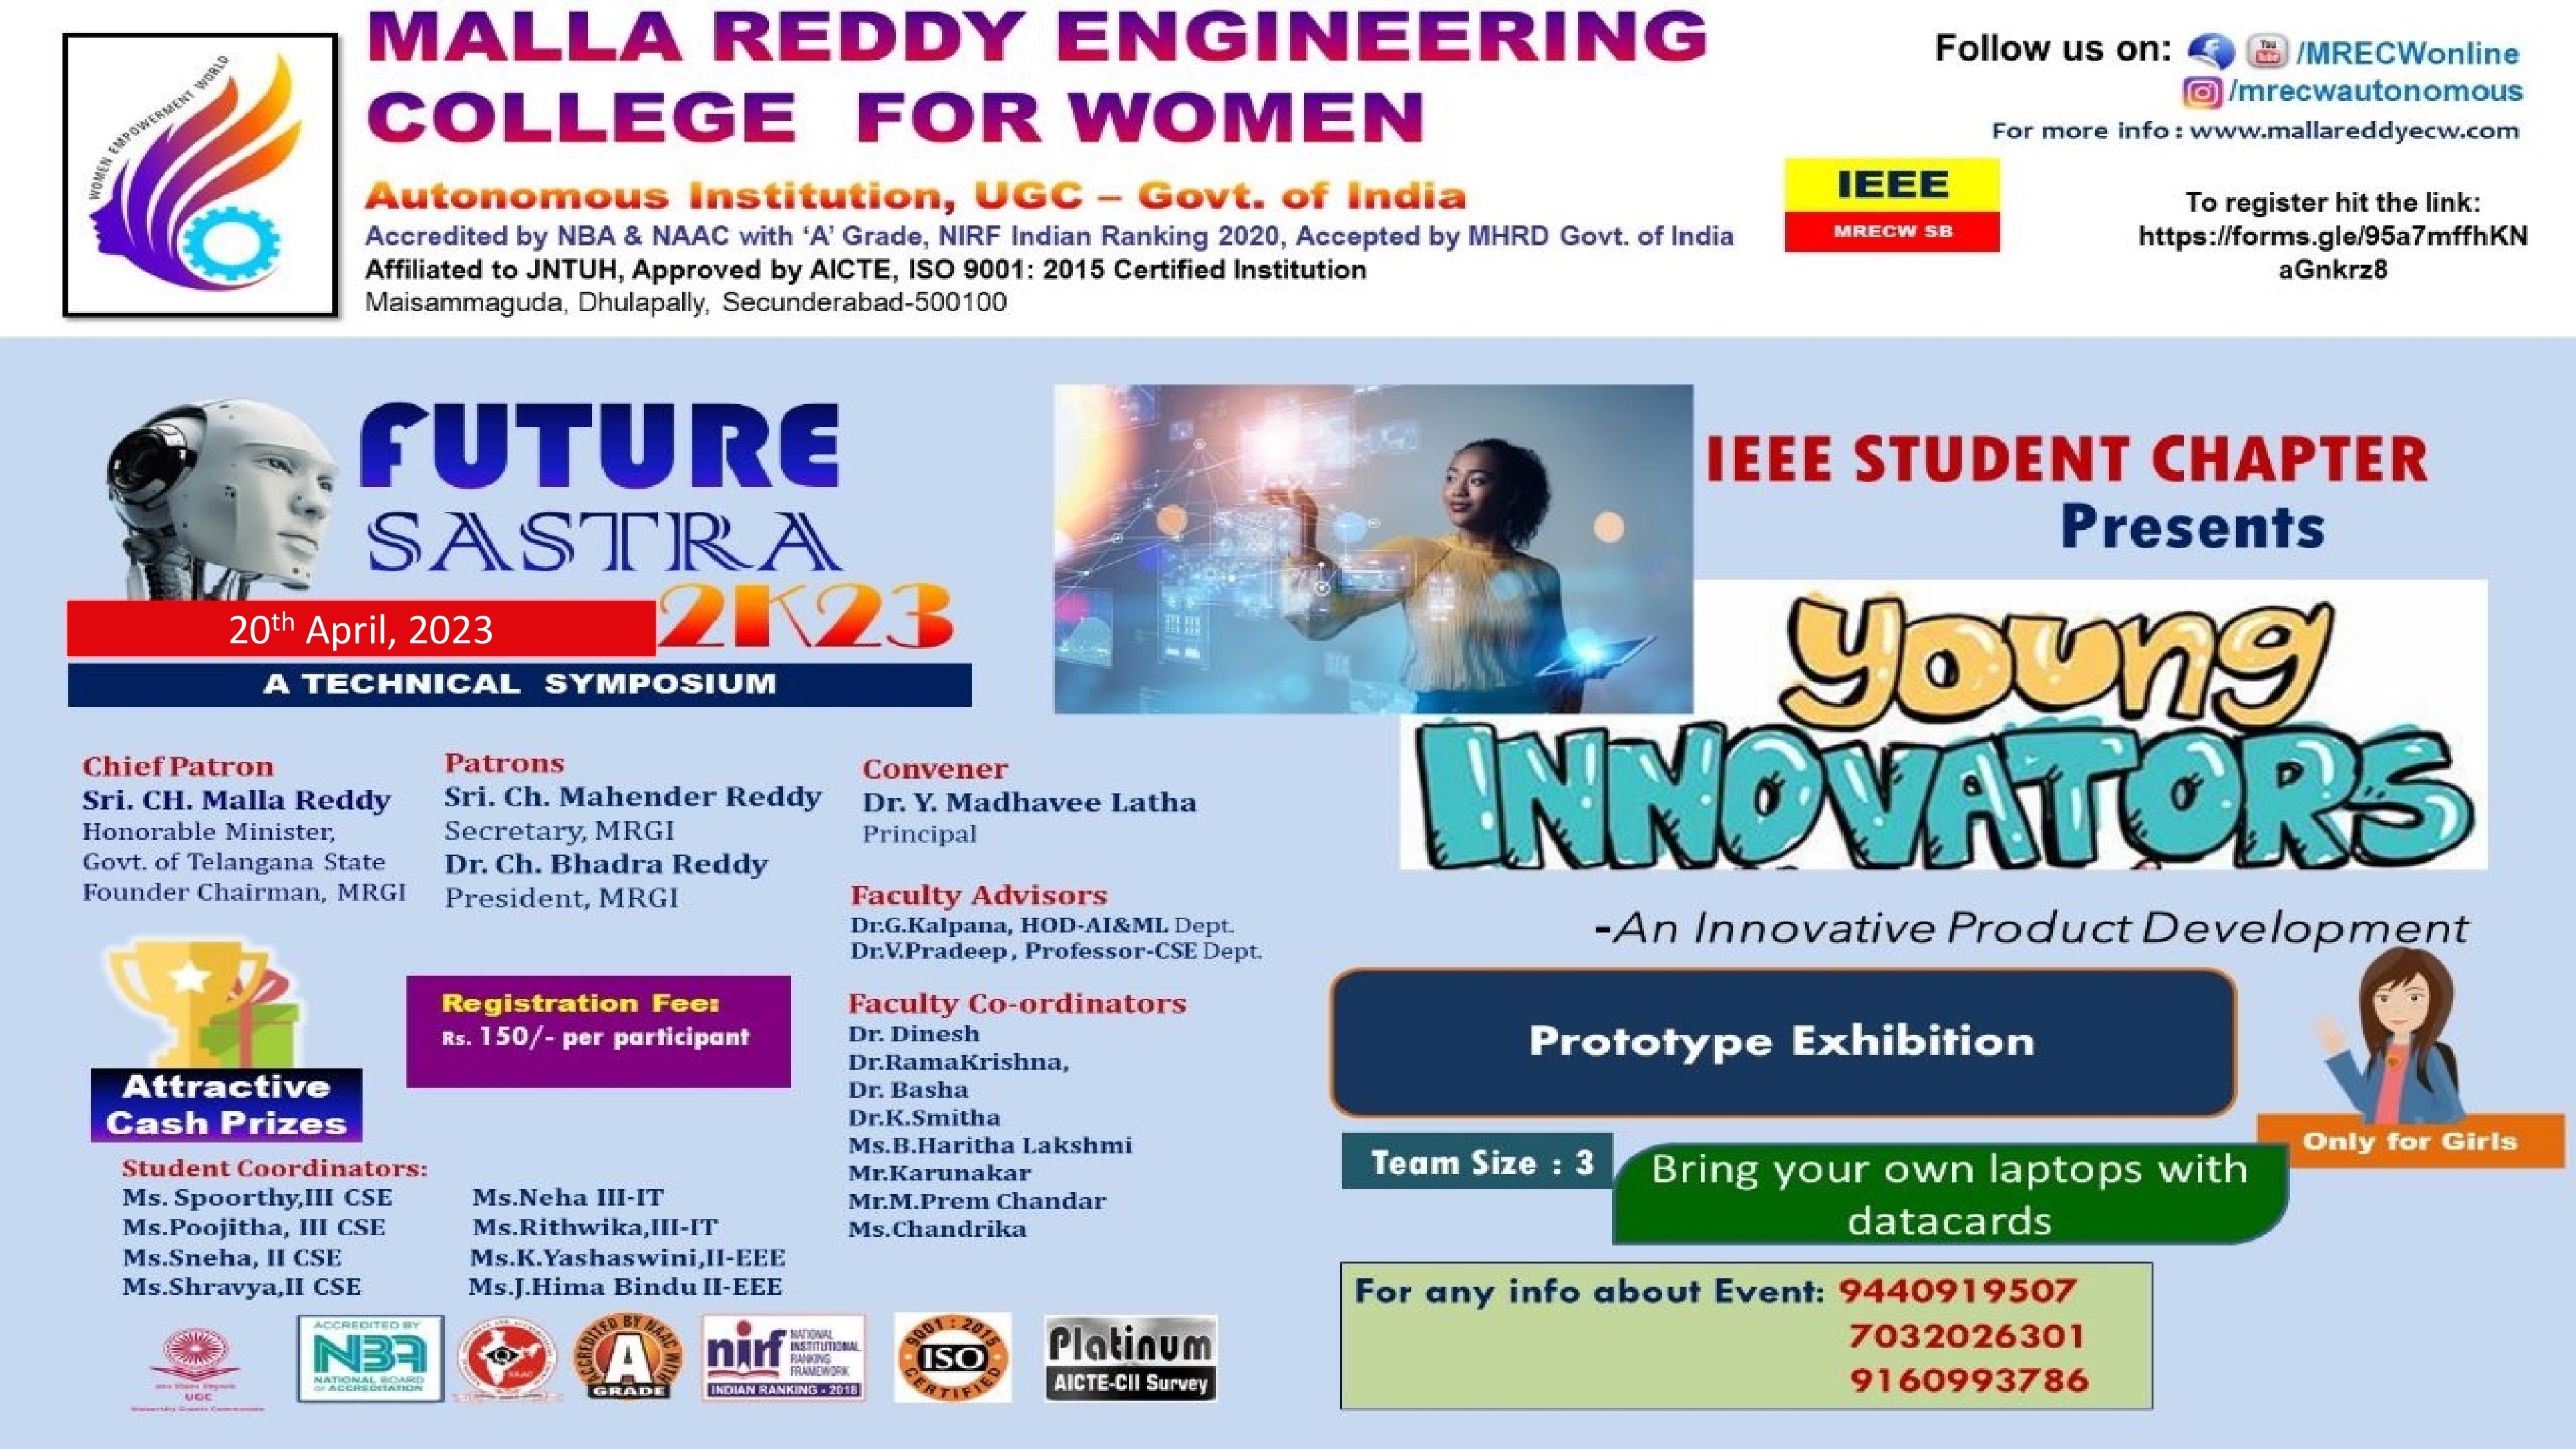 MALLA REDDY ENGINEERING
COLLEGE FOR WOMEN
Autonomous Institution, UGC – Govt. of India
Accredited by NBA & NAAC with ‘A’ Grade, NIRF Indian Ranking 2020, Accepted by MHRD Govt. of India
Affiliated to JNTUH, Approved by AICTE, ISO 9001: 2015 Certified Institution
Maisammaguda, Dhulapally, Secunderabad-500100
WOMEN EMPOWERMENT WORLD
Follow us on: You Tube /MRECWonline
/mrecwautonomous
For more info : www.mallareddyecw.com
IEEE
MRECW SB
To register hit the link:
https://forms.gle/95a7mffhKN
aGnkrz8
FUTURE
SASTRA
2K23
20th April, 2023
A TECHNICAL SYMPOSIUM
IEEE STUDENT CHAPTER
Presents
Young
INNOVATORS
-An Innovative Product Development
Chief Patron
Sri. CH. Malla Reddy
Honorable Minister,
Govt. of Telangana State
Founder Chairman, MRGI
Patrons
Sri. Ch. Mahender Reddy
Secretary, MRGI
Dr. Ch. Bhadra Reddy
President, MRGI
Convener
Dr. Y. Madhavee Latha
Principal
Faculty Advisors
Dr.G.Kalpana, HOD-AI&ML Dept.
Dr.V.Pradeep, Professor-CSE Dept.
Faculty Co-ordinators
Dr. Dinesh
Dr.RamaKrishna,
Dr. Basha
Dr.K.Smitha
Ms.B.Haritha Lakshmi
Mr.Karunakar
Mr.M.Prem Chandar
Ms.Chandrika
Registration Fee:
Rs. 150/- per participant
Attractive
Cash Prizes
Student Coordinators:
Ms. Spoorthy,III CSE
Ms.Poojitha, III CSE
Ms.Sneha, II CSE
Ms.Shravya,II CSE
Ms.Neha III-IT
Ms.Rithwika,III-IT
Ms.K.Yashaswini,II-EEE
Ms.J.Hima Bindu II-EEE
Prototype Exhibition
Only for Girls
Team Size : 3
Bring your own laptops with
datacards
For any info about Event: 9440919507
7032026301
9160993786
UGC
University Grants Commission
ACCREDITED BY
NBA
NATIONAL BOARD
OF ACCREDITATION
NAAC
ACCREDITED BY NAAC WITH
A
GRADE
nirf
NATIONAL
INSTITUTIONAL
RANKING
FRAMEWORK
INDIAN RANKING - 2018
9001 : 2015
ISO
CERTIFIED
Platinum
AICTE-CII Survey